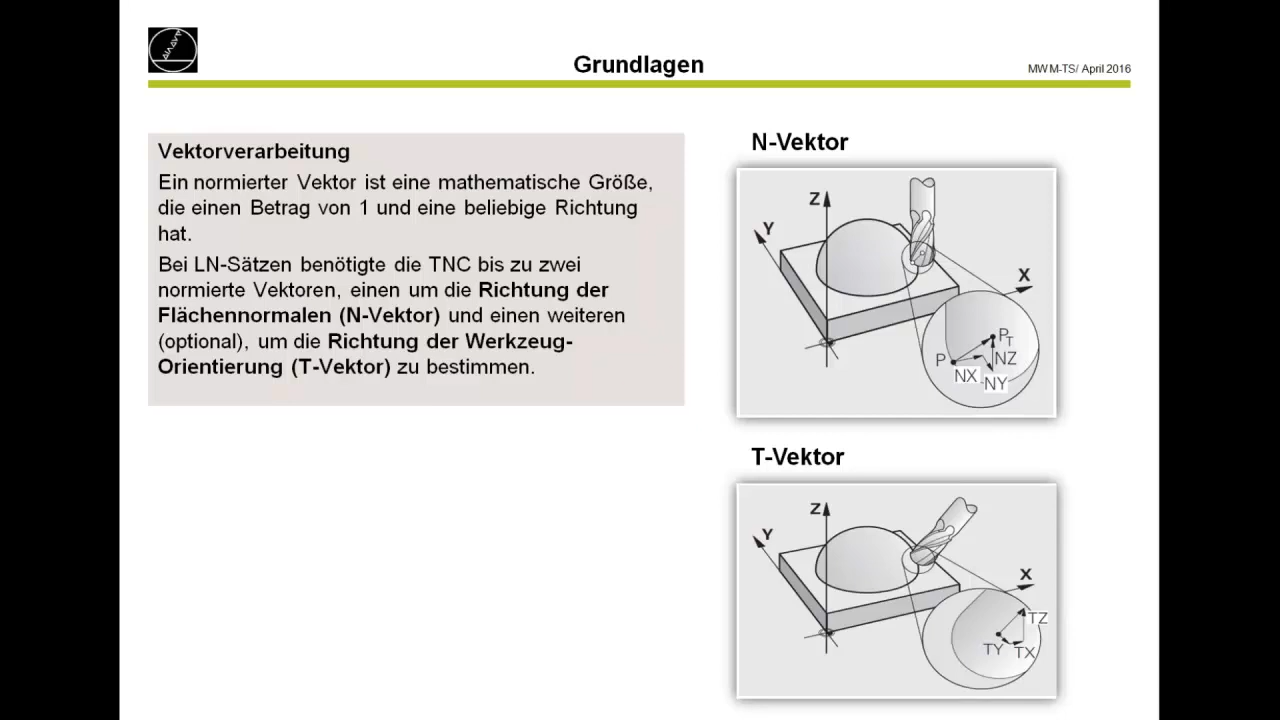 Grundlagen
MWM-TS/ April 2016
Vektorverarbeitung
Ein normierter Vektor ist eine mathematische Größe,
die einen Betrag von 1 und eine beliebige Richtung
hat.
Bei LN-Sätzen benötigte die TNC bis zu zwei
normierte Vektoren, einen um die Richtung der
Flächennormalen (N-Vektor) und einen weiteren
(optional), um die Richtung der Werkzeug-
Orientierung (T-Vektor) zu bestimmen.
N-Vektor
Z
Y
X
PT
P
NZ
NX
NY
T-Vektor
Z
Y
X
TZ
TY
TX